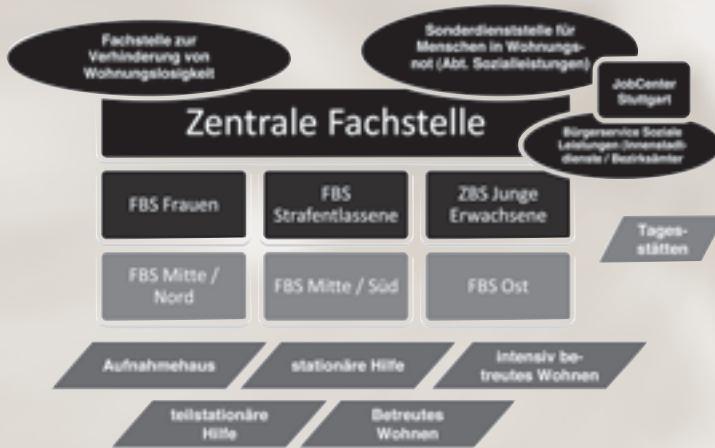 Fachstelle zur
Verhinderung von
Wohnungslosigkeit
Sonderdienststelle für
Menschen in Wohnungs-
not (Abt. Sozialleistungen)
JobCenter
Stuttgart
Zentrale Fachstelle
Bürgerservice Soziale
Leistungen (Innenstadt-
dienste / Bezirksämter
FBS Frauen
FBS
Strafentlassene
ZBS Junge
Erwachsene
Tages-
stätten
FBS Mitte /
Nord
FBS Mitte / Süd
FBS Ost
Aufnahmehaus
stationäre Hilfe
intensiv be-
treutes Wohnen
teilstationäre
Hilfe
Betreutes
Wohnen